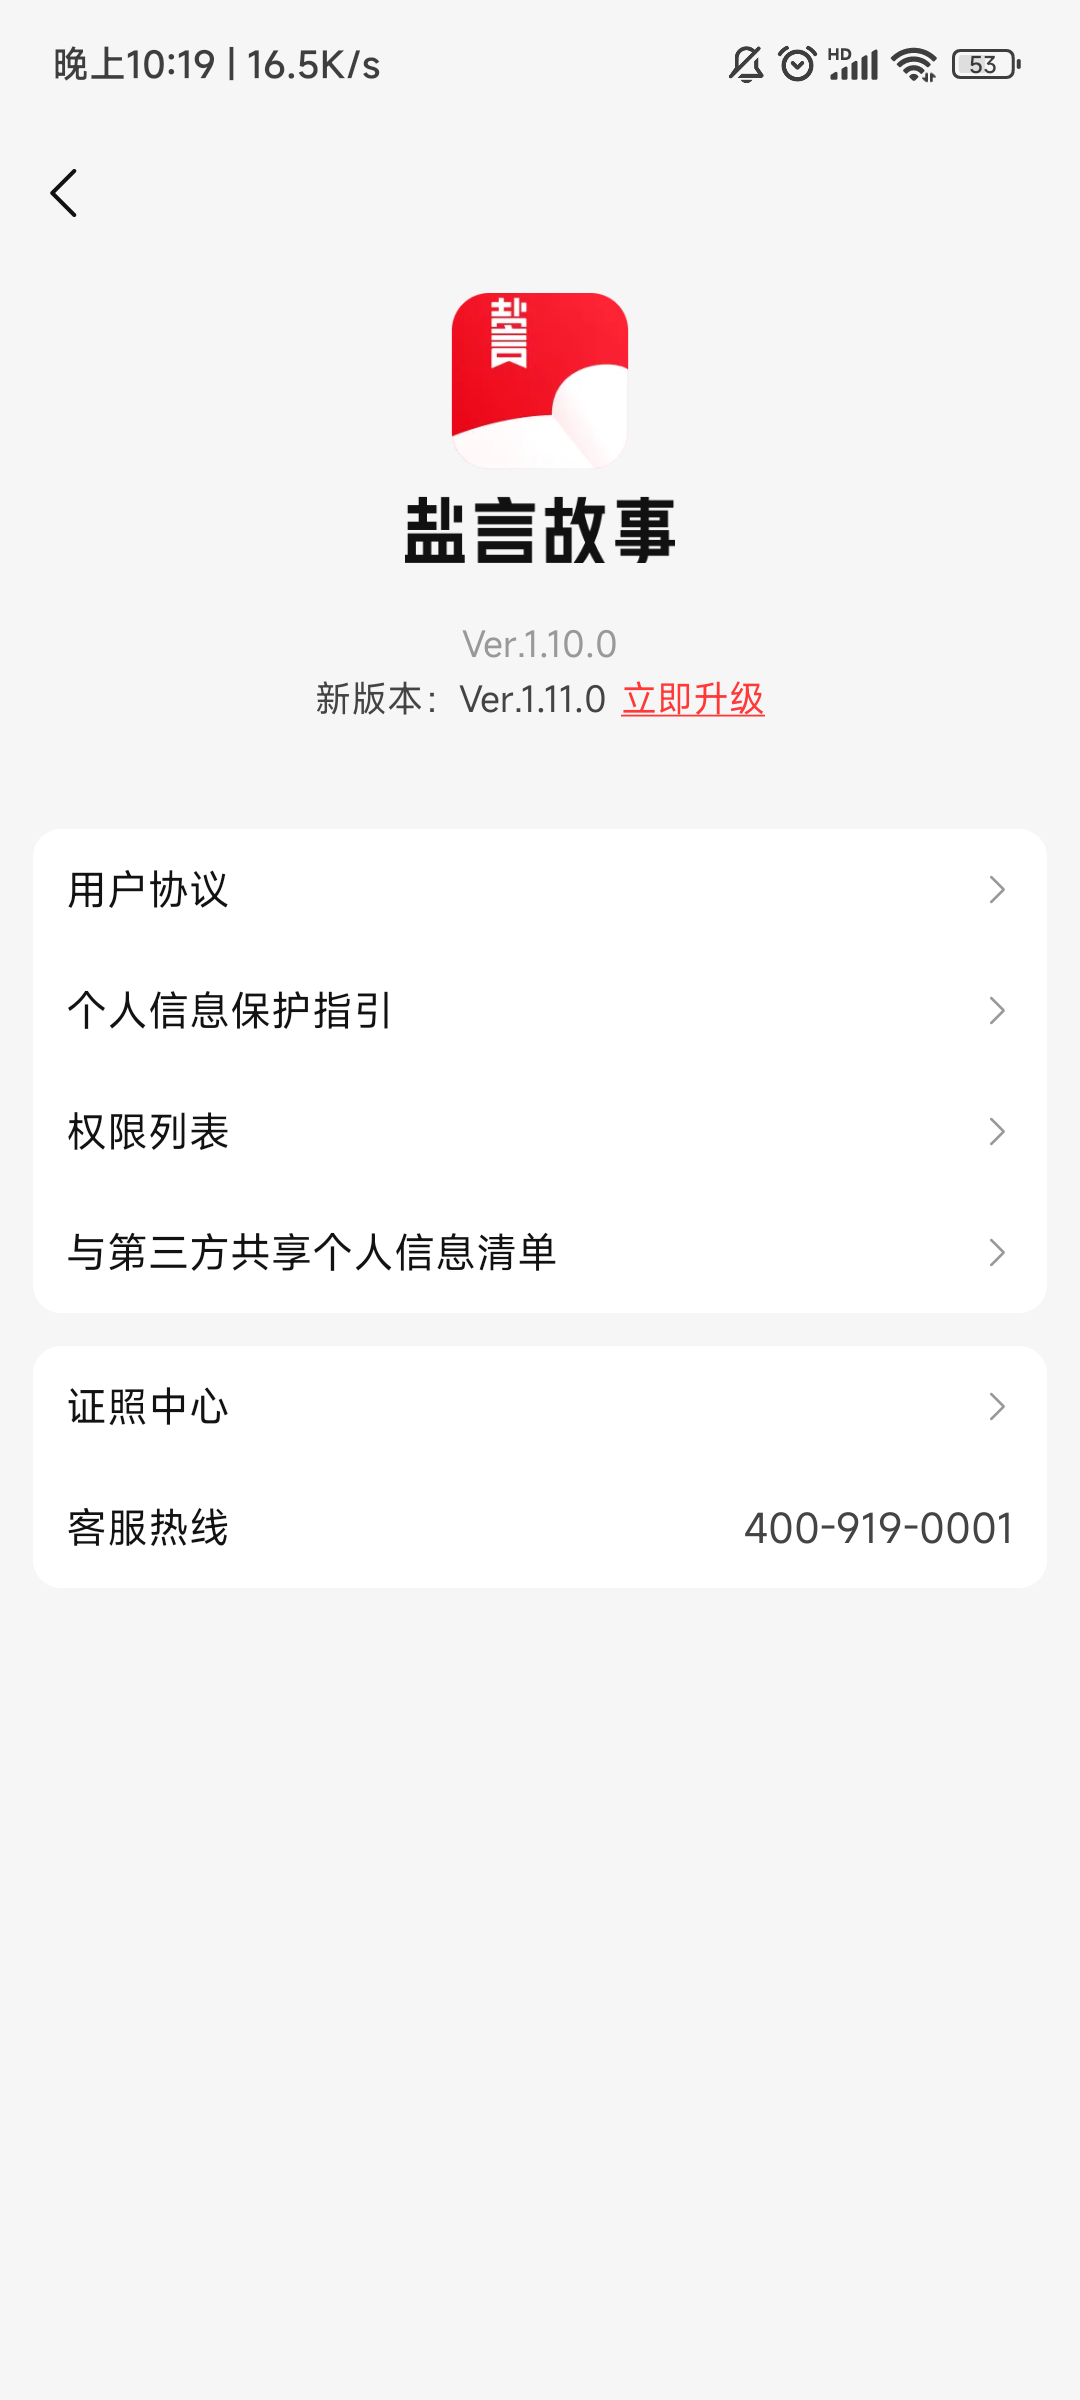 晚上10:19 | 16.5K/s
HD
53
盐言
盐言故事
Ver.1.10.0
新版本：Ver.1.11.0 立即升级
用户协议
个人信息保护指引
权限列表
与第三方共享个人信息清单
证照中心
客服热线 400-919-0001